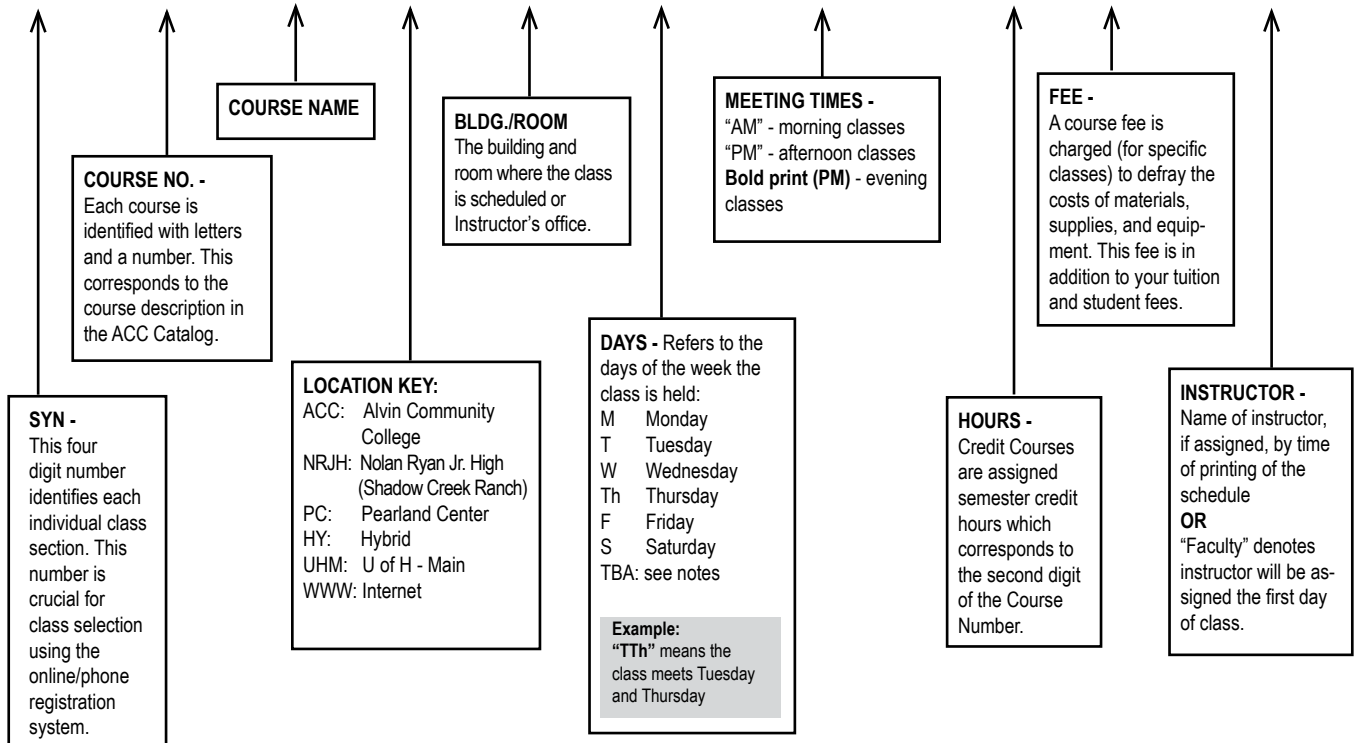 COURSE NAME
COURSE NO. -
Each course is
identified with letters
and a number. This
corresponds to the
course description in
the ACC Catalog.
SYN -
This four
digit number
identifies each
individual class
section. This
number is
crucial for
class selection
using the
online/phone
registration
system.
BLDG./ROOM
The building and
room where the class
is scheduled or
Instructor's office.
LOCATION KEY:
ACC: Alvin Community
College
NRJH: Nolan Ryan Jr. High
(Shadow Creek Ranch)
PC: Pearland Center
HY: Hybrid
UHM: U of H - Main
WWW: Internet
MEETING TIMES -
“AM” - morning classes
“PM” - afternoon classes
Bold print (PM) - evening
classes
DAYS - Refers to the
days of the week the
class is held:
M Monday
T Tuesday
W Wednesday
Th Thursday
F Friday
S Saturday
TBA: see notes
Example:
“TTh” means the
class meets Tuesday
and Thursday
FEE -
A course fee is
charged (for specific
classes) to defray the
costs of materials,
supplies, and equip-
ment. This fee is in
addition to your tuition
and student fees.
HOURS -
Credit Courses
are assigned
semester credit
hours which
corresponds to
the second digit
of the Course
Number.
INSTRUCTOR -
Name of instructor,
if assigned, by time
of printing of the
schedule
OR
“Faculty” denotes
instructor will be as-
signed the first day
of class.